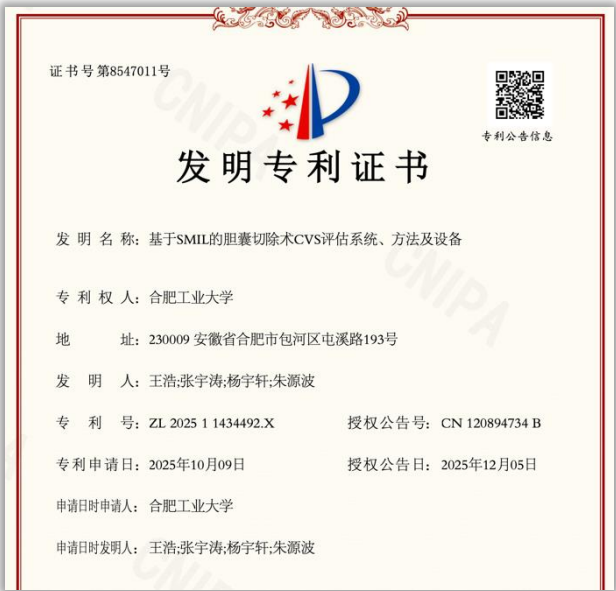 证书号第8547011号
专利公告信息
发明专利证书
发明名称：基于SMIL的胆囊切除术CVS评估系统、方法及设备
专利权人：合肥工业大学
地址：230009 安徽省合肥市包河区屯溪路193号
发明人：王浩;张宇涛;杨宇轩;朱源波
专利号：ZL 2025 1 1434492.X 授权公告号：CN 120894734 B
专利申请日：2025年10月09日 授权公告日：2025年12月05日
申请日时申请人：合肥工业大学
申请日时发明人：王浩;张宇涛;杨宇轩;朱源波
CNIPA
CNIPA
CNIPA